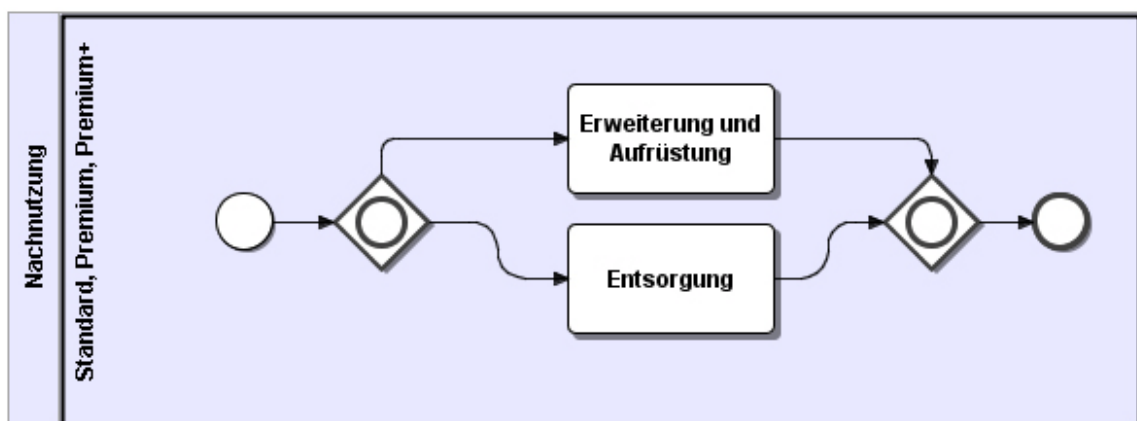 Nachnutzung
Standard, Premium, Premium+
Erweiterung und
Aufrüstung
Entsorgung